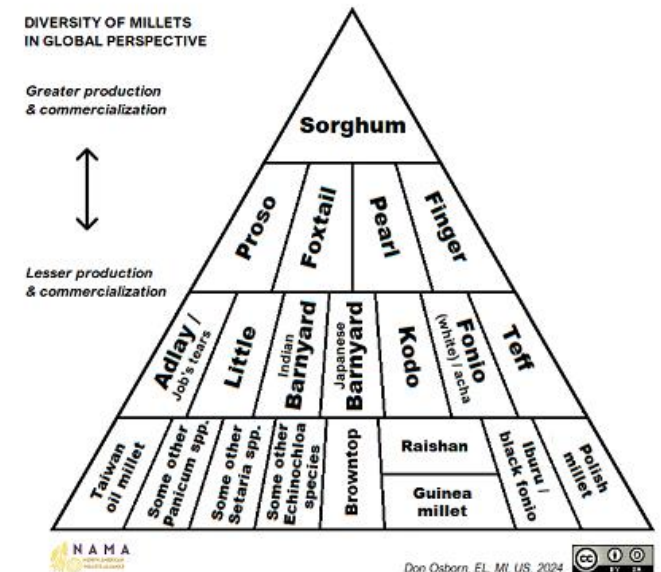 DIVERSITY OF MILLETS
IN GLOBAL PERSPECTIVE
Greater production
& commercialization
Lesser production
& commercialization
Sorghum
Proso
Foxtail
Pearl
Finger
Adlay /
Job's tears
Little
Indian
Barnyard
Japanese
Barnyard
Kodo
Fonio
(white) / acha
Teff
Taiwan
oil millet
Some other
Panicum spp.
Some other
Setaria spp.
Some other
Echinochloa
species
Browntop
Raishan
Guinea
millet
Iburu /
black fonio
Polish
millet
NAMA
Don Osborn, EL, MI, US, 2024
cc